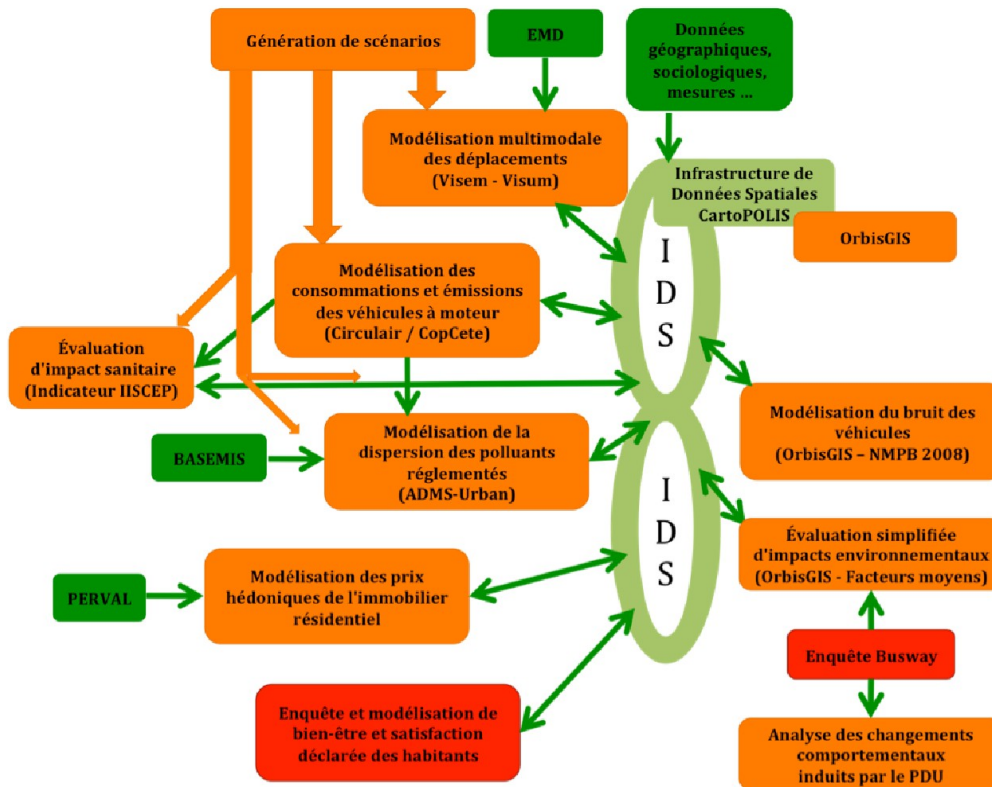 Génération de scénarios
EMD
Données
géographiques,
sociologiques,
mesures ...
Modélisation multimodale
des déplacements
(Visem - Visum)
Infrastructure de
Données Spatiales
CartoPOLIS
OrbisGIS
I
D
S
Modélisation des
consommations et émissions
des véhicules à moteur
(Circulair / CopCete)
Évaluation
d'impact sanitaire
(Indicateur IISCEP)
Modélisation du bruit des
véhicules
(OrbisGIS – NMPB 2008)
BASEMIS
Modélisation de la
dispersion des polluants
réglementés
(ADMS-Urban)
I
D
S
Évaluation simplifiée
d'impacts environnementaux
(OrbisGIS - Facteurs moyens)
PERVAL
Modélisation des prix
hédoniques de l'immobilier
résidentiel
Enquête Busway
Enquête et modélisation de
bien-être et satisfaction
déclarée des habitants
Analyse des changements
comportementaux
induits par le PDU